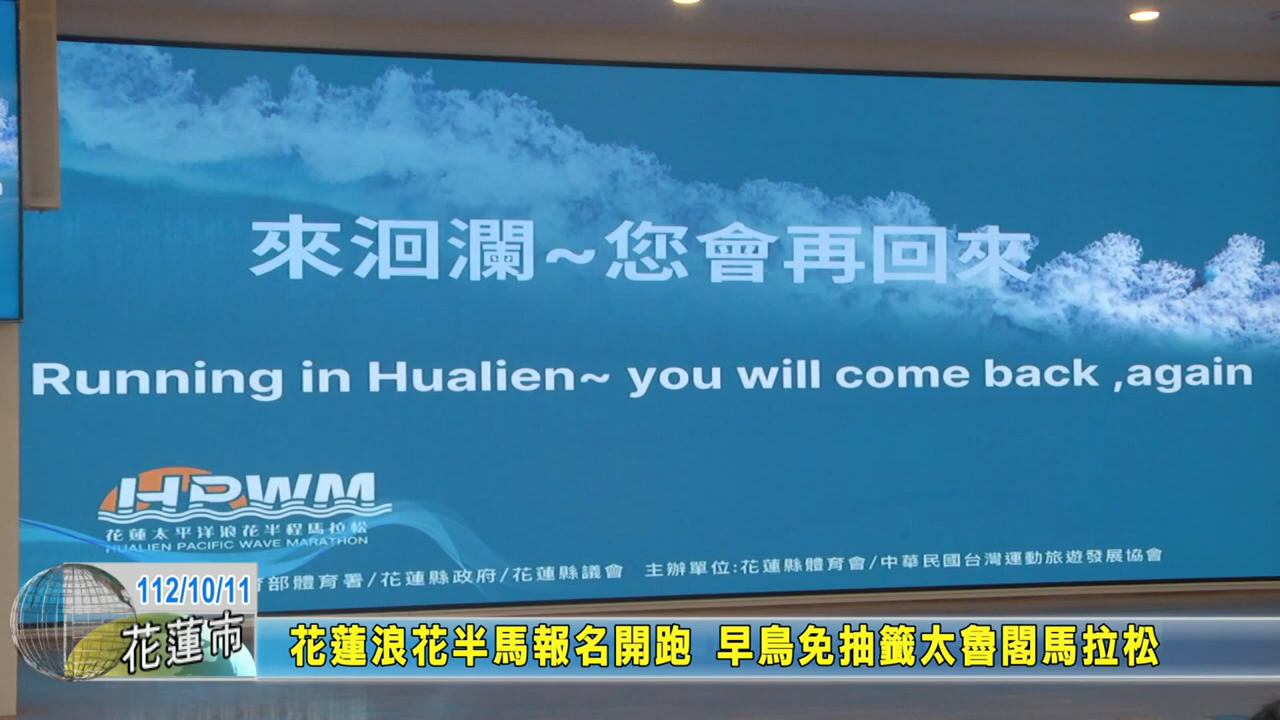 來洄瀾~您會再回來
Running in Hualien~ you will come back ,again
HPWM
花蓮太平洋浪花半程馬拉松
HUALIEN PACIFIC WAVE MARATHON
育部體育署/花蓮縣政府/花蓮縣議會 主辦單位:花蓮縣體育會/中華民國台灣運動旅遊發展協會
112/10/11
花蓮市
花蓮浪花半馬報名開跑 早鳥免抽籤太魯閣馬拉松